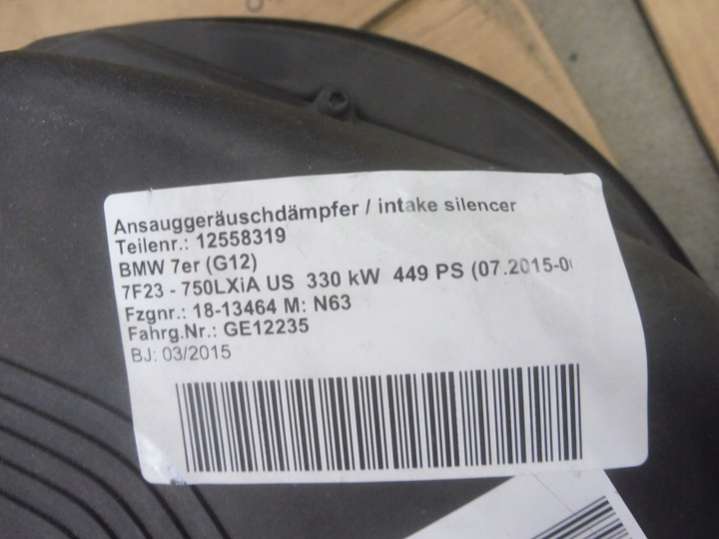 Ansauggeräuschdämpfer / intake silencer
Teilenr.: 12558319
BMW 7er (G12)
7F23 - 750LXiA US 330 kW 449 PS (07.2015-0
Fzgnr.: 18-13464 M: N63
Fahrg.Nr.: GE12235
BJ: 03/2015